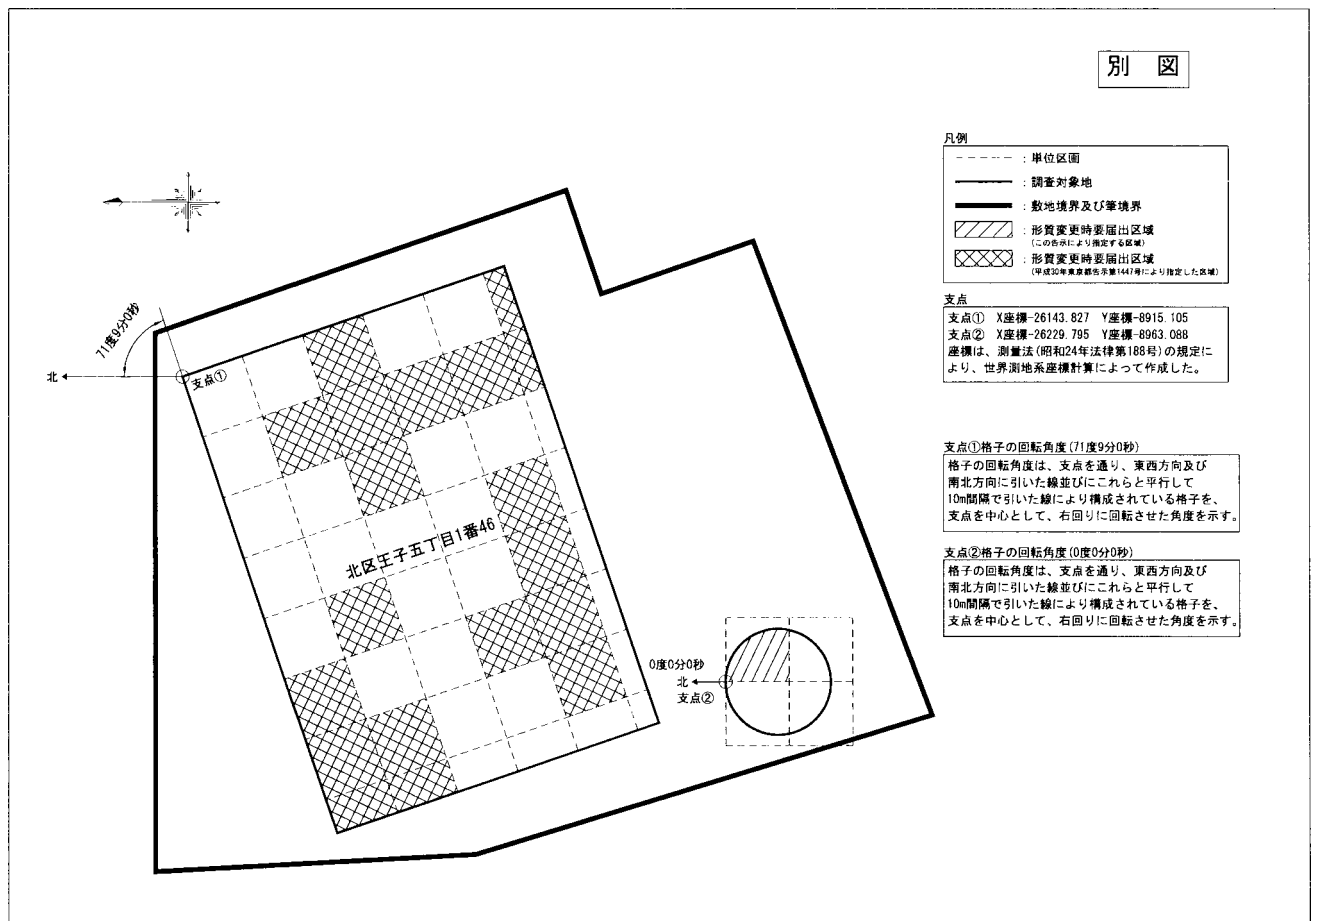 別 図
凡例
：単位区画
：調査対象地
：敷地境界及び筆境界
：形質変更時要届出区域
（この告示により指定する区域）
：形質変更時要届出区域
（平成30年東京都告示第1447号により指定した区域）
支点
支点① X座標-26143.827 Y座標-8915.105
支点② X座標-26229.795 Y座標-8963.088
座標は、測量法(昭和24年法律第188号)の規定に
より、世界測地系座標計算によって作成した。
支点①格子の回転角度(71度9分0秒)
格子の回転角度は、支点を通り、東西方向及び
南北方向に引いた線並びにこれらと平行して
10m間隔で引いた線により構成されている格子を、
支点を中心として、右回りに回転させた角度を示す。
支点②格子の回転角度(0度0分0秒)
格子の回転角度は、支点を通り、東西方向及び
南北方向に引いた線並びにこれらと平行して
10m間隔で引いた線により構成されている格子を、
支点を中心として、右回りに回転させた角度を示す。
71度9分0秒
北
支点①
北区王子五丁目1番46
0度0分0秒
北
支点②